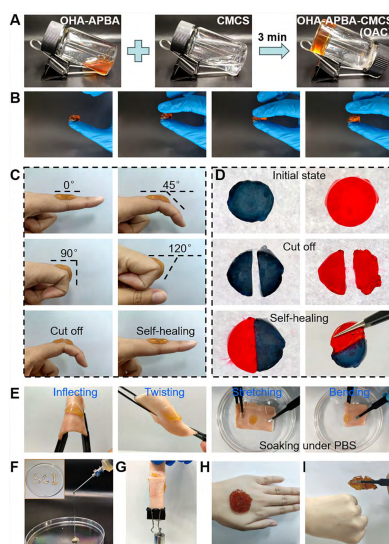 A
OHA-APBA
CMCS
3 min
OHA-APBA-CMCS
(OAC)
B
C
0°
45°
90°
120°
Cut off
Self-healing
D
Initial state
Cut off
Self-healing
E
Inflecting
Twisting
Stretching
Bending
Soaking under PBS
F
G
H
I